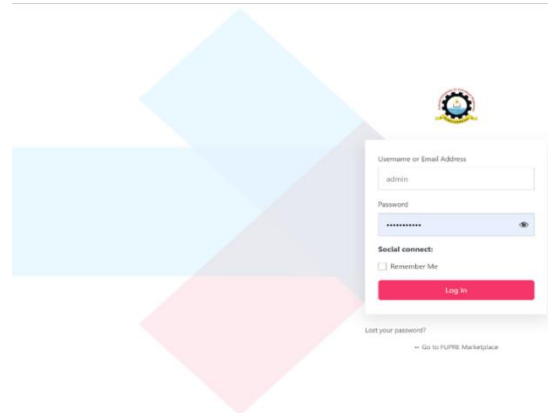 Username or Email Address
admin
Password
•••••••••••
Social connect:
Remember Me
Log In
Lost your password?
← Go to FUPRE Marketplace